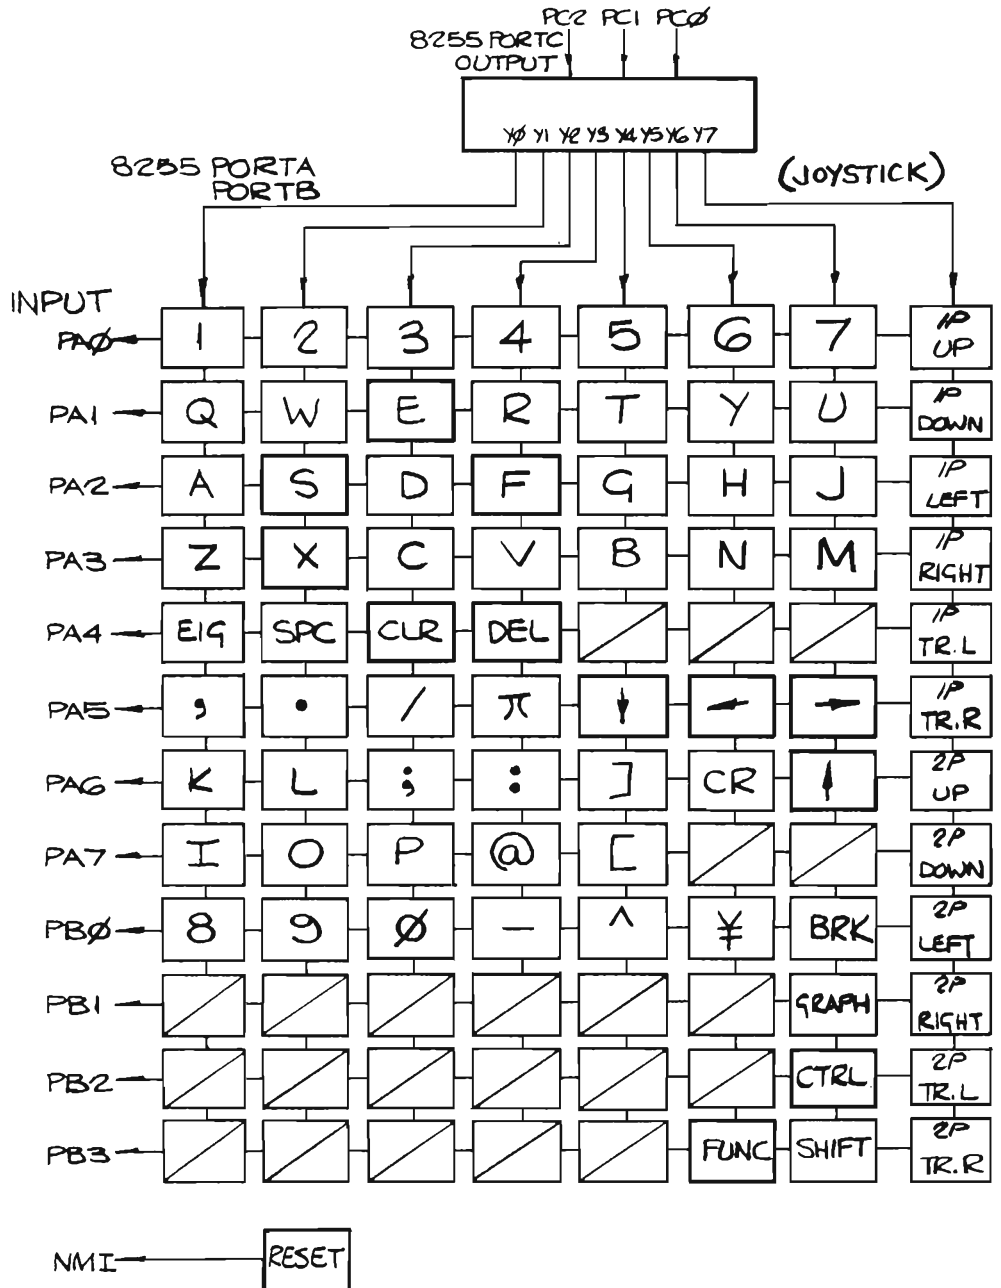 PC2 PC1 PCØ
8255 PORTC
OUTPUT
YØ Y1 Y2 Y3 Y4 Y5 Y6 Y7
8255 PORTA
PORTB
(JOYSTICK)
INPUT
PAØ 1 2 3 4 5 6 7 1P UP
PA1 Q W E R T Y U 1P DOWN
PA2 A S D F G H J 1P LEFT
PA3 Z X C V B N M 1P RIGHT
PA4 EIG SPC CLR DEL 1P TR.L
PA5 , • / π ↓ ← → 1P TR.R
PA6 K L ; : ] CR ↑ 2P UP
PA7 I O P @ [ 2P DOWN
PBØ 8 9 Ø − ^ ¥ BRK 2P LEFT
PB1 GRAPH 2P RIGHT
PB2 CTRL 2P TR.L
PB3 FUNC SHIFT 2P TR.R
NMI RESET